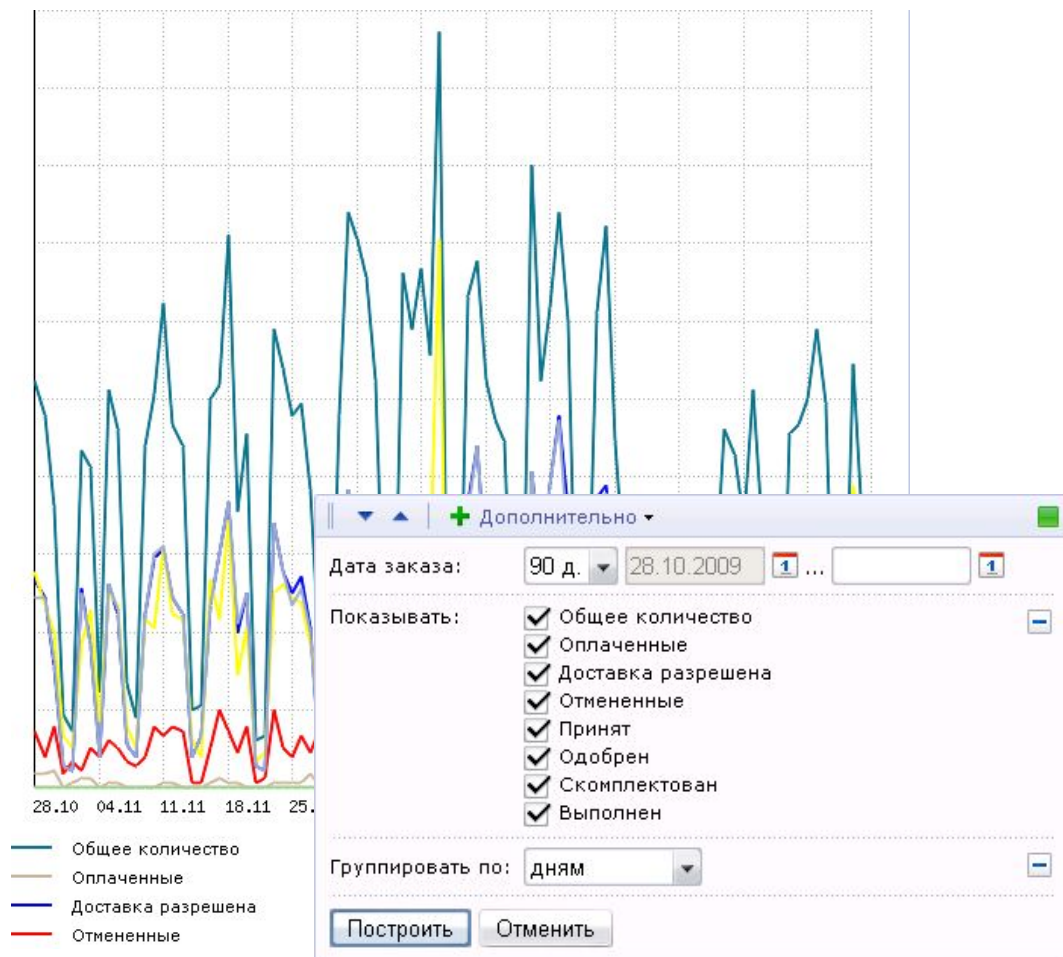 Дополнительно
Дата заказа: 90 д. 28.10.2009 1 ... 1
Показывать:
Общее количество
Оплаченные
Доставка разрешена
Отмененные
Принят
Одобрен
Скомплектован
Выполнен
28.10 04.11 11.11 18.11 25.
Группировать по: дням
Построить Отменить
Общее количество
Оплаченные
Доставка разрешена
Отмененные